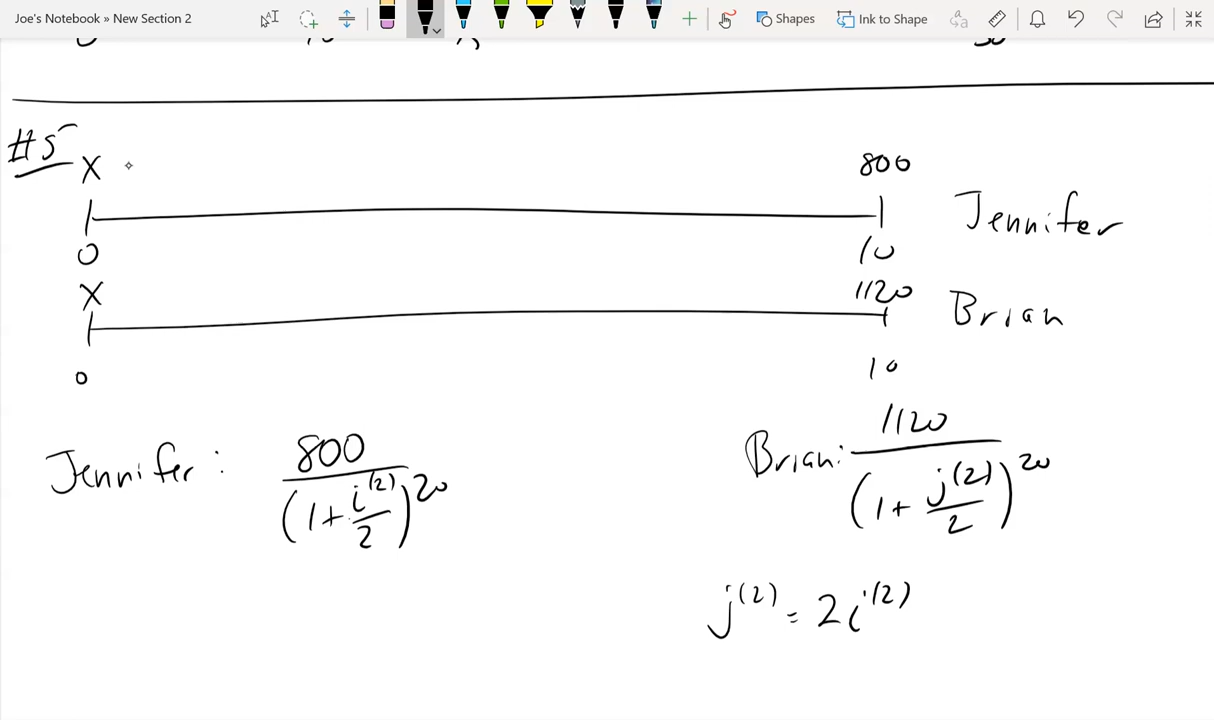 Joe's Notebook » New Section 2
Shapes
Ink to Shape
#5
X
800
Jennifer
0
10
X
1120
Brian
0
10
Jennifer: 800/(1+i^(2)/2)^20
Brian: 1120/(1+j^(2)/2)^20
j^(2) = 2i^(2)